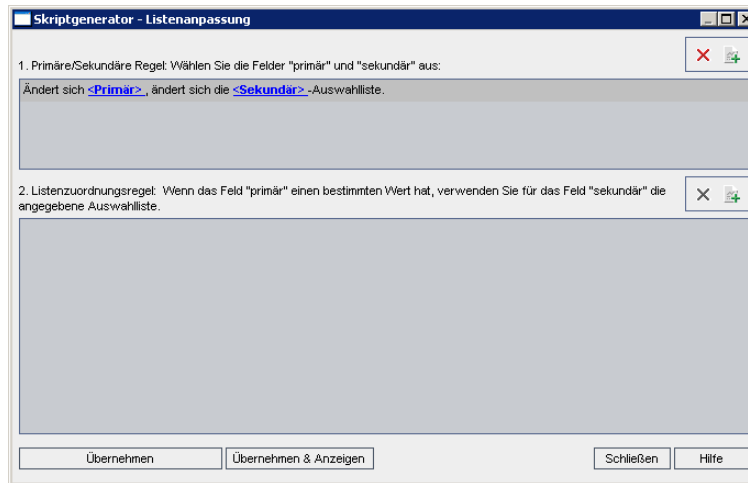 Skriptgenerator - Listenanpassung
1. Primäre/Sekundäre Regel: Wählen Sie die Felder "primär" und "sekundär" aus:
Ändert sich <Primär> , ändert sich die <Sekundär> -Auswahlliste.
2. Listenzuordnungsregel: Wenn das Feld "primär" einen bestimmten Wert hat, verwenden Sie für das Feld "sekundär" die
angegebene Auswahlliste.
Übernehmen Übernehmen & Anzeigen Schließen Hilfe